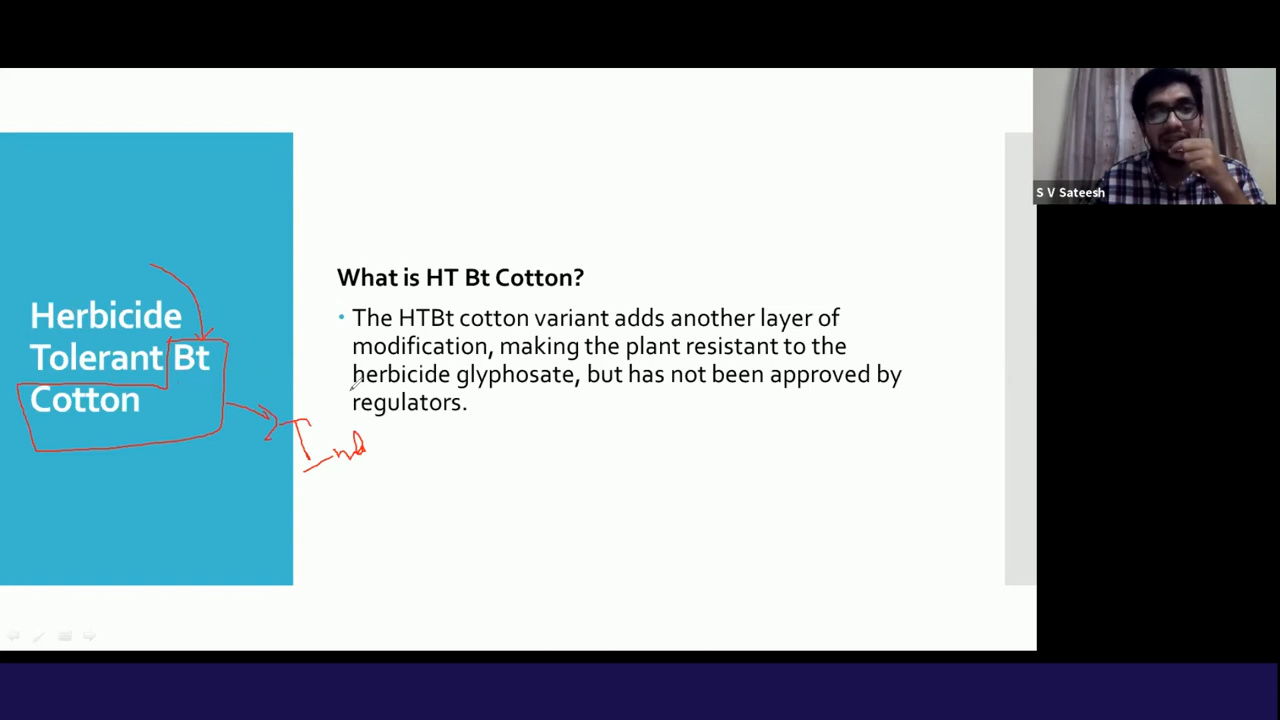 S V Sateesh
Herbicide
Tolerant Bt
Cotton
What is HT Bt Cotton?
• The HTBt cotton variant adds another layer of
modification, making the plant resistant to the
herbicide glyphosate, but has not been approved by
regulators.
Ind